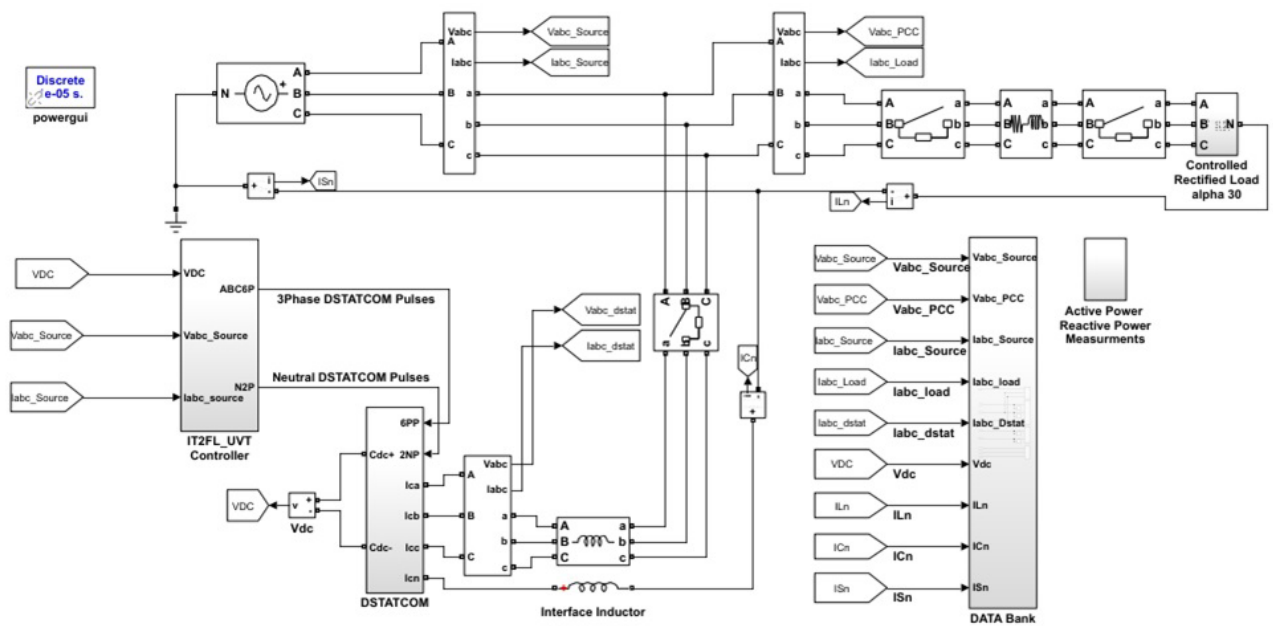 Discrete
e-05 s.
powergui
N
A
B
C
Vabc
A
Iabc
B
a
b
C
c
Vabc_Source
Iabc_Source
Vabc
A
Iabc
B
a
b
C
c
Vabc_PCC
Iabc_Load
A
B
C
a
b
c
A
B
C
a
b
c
A
B
C
a
b
c
A
B
C
N
Controlled
Rectified Load
alpha 30
+
i
-
ISn
ILn
-
i
+
VDC
Vabc_Source
Iabc_Source
VDC
ABC6P
Vabc_Source
N2P
Iabc_source
IT2FL_UVT
Controller
3Phase DSTATCOM Pulses
Neutral DSTATCOM Pulses
Vabc_dstat
Iabc_dstat
A
B
C
a
b
c
ICn
-
+
VDC
v
+
-
Vdc
6PP
Cdc+
2NP
Ica
Icb
Cdc-
Icc
Icn
DSTATCOM
Vabc
A
Iabc
a
B
b
C
c
A
B
C
a
b
c
Interface Inductor
Vabc_Source
Vabc_Source
Vabc_Source
Vabc_PCC
Vabc_PCC
Vabc_PCC
Iabc_Source
Iabc_Source
Iabc_Source
Iabc_Load
Iabc_load
Iabc_load
Iabc_dstat
Iabc_dstat
Iabc_Dstat
VDC
Vdc
Vdc
ILn
ILn
ILn
ICn
ICn
ICn
ISn
ISn
ISn
DATA Bank
Active Power
Reactive Power
Measurments